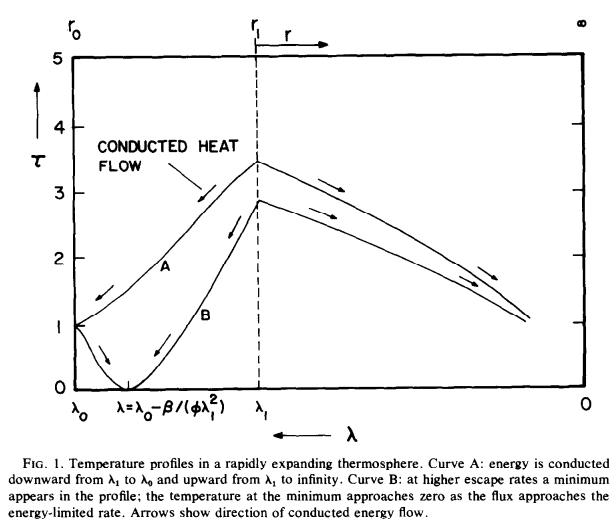 r₀ r₁ ∞
r
5
4
CONDUCTED HEAT
FLOW
τ
3
2
A
B
1
0
λ₀ λ=λ₀-β/(ϕλ₁²) λ₁ 0
λ
FIG. 1. Temperature profiles in a rapidly expanding thermosphere. Curve A: energy is conducted
downward from λ₁ to λ₀ and upward from λ₁ to infinity. Curve B: at higher escape rates a minimum
appears in the profile; the temperature at the minimum approaches zero as the flux approaches the
energy-limited rate. Arrows show direction of conducted energy flow.